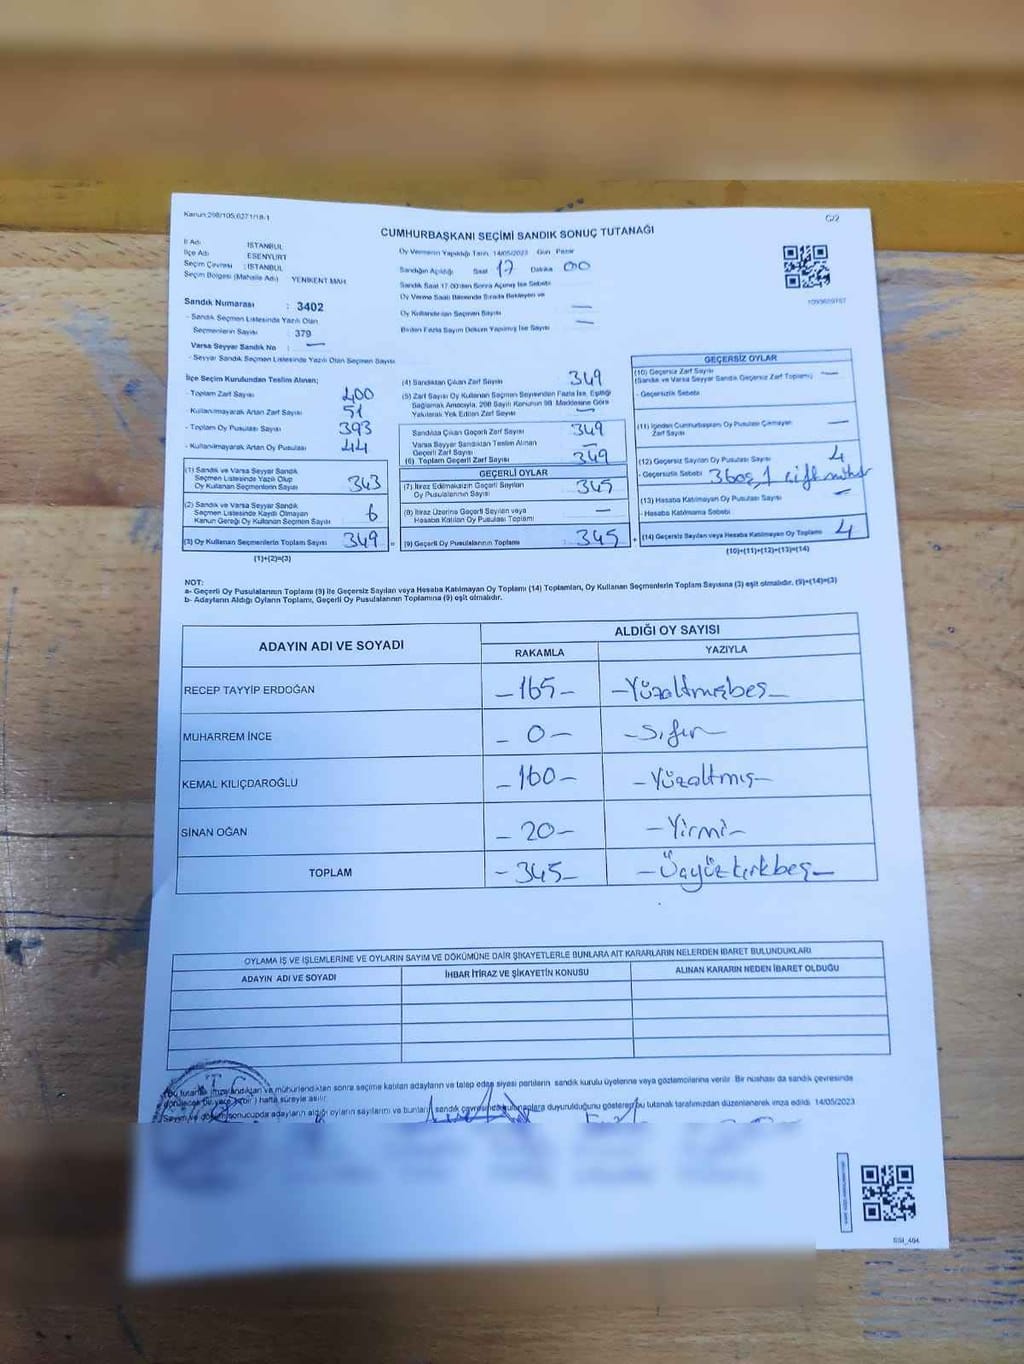 Kanun:298/105,6271/18-1
C/2
CUMHURBAŞKANI SEÇİMİ SANDIK SONUÇ TUTANAĞI
İl Adı : İSTANBUL
İlçe Adı : ESENYURT
Seçim Çevresi : İSTANBUL
Seçim Bölgesi (Mahalle Adı) YENİKENT MAH
Sandık Numarası : 3402
- Sandık Seçmen Listesinde Yazılı Olan
Seçmenlerin Sayısı : 379
Varsa Seyyar Sandık No : —
- Seyyar Sandık Seçmen Listesinde Yazılı Olan Seçmen Sayısı
Oy Vermenin Yapıldığı Tarih 14/05/2023 Gün Pazar
Sandığın Açıldığı Saat 17 Dakika 00
Sandık Saat 17.00'den Sonra Açılmış İse Sebebi
Oy Verme Saati Bitiminde Sırada Bekleyen ve
Oy Kullandırılan Seçmen Sayısı —
Birden Fazla Sayım Döküm Yapılmış İse Sayısı —
İlçe Seçim Kurulundan Teslim Alınan;
- Toplam Zarf Sayısı 400
- Kullanılmayarak Artan Zarf Sayısı 51
- Toplam Oy Pusulası Sayısı 393
- Kullanılmayarak Artan Oy Pusulası 44
(1) Sandık ve Varsa Seyyar Sandık
Seçmen Listesinde Yazılı Olup
Oy Kullanan Seçmenlerin Sayısı 343
(2) Sandık ve Varsa Seyyar Sandık
Seçmen Listesinde Kaydı Olmayan
Kanun Gereği Oy Kullanan Seçmen Sayısı 6
(3) Oy Kullanan Seçmenlerin Toplam Sayısı 349
(1)+(2)=(3)
(4) Sandıktan Çıkan Zarf Sayısı 349
(5) Zarf Sayısı Oy Kullanan Seçmen Sayısından Fazla İse, Eşitliği
Sağlamak Amacıyla, 298 Sayılı Kanunun 98. Maddesine Göre
Yakılarak Yok Edilen Zarf Sayısı —
Sandıkta Çıkan Geçerli Zarf Sayısı 349
Varsa Seyyar Sandıktan Teslim Alınan
Geçerli Zarf Sayısı —
(6) Toplam Geçerli Zarf Sayısı 349
GEÇERLİ OYLAR
(7) İtiraz Edilmeksizin Geçerli Sayılan
Oy Pusulalarının Sayısı 345
(8) İtiraz Üzerine Geçerli Sayılan veya
Hesaba Katılan Oy Pusulası Toplamı —
= (9) Geçerli Oy Pusulalarının Toplamı : 345
GEÇERSİZ OYLAR
(10) Geçersiz Zarf Sayısı
(Sandık ve Varsa Seyyar Sandık Geçersiz Zarf Toplamı) —
- Geçersizlik Sebebi
(11) İçinden Cumhurbaşkanı Oy Pusulası Çıkmayan
Zarf Sayısı —
(12) Geçersiz Sayılan Oy Pusulası Sayısı 4
- Geçersizlik Sebebi 3 boş, 1 çift mühür
(13) Hesaba Katılmayan Oy Pusulası Sayısı —
- Hesaba Katılmama Sebebi
+ (14) Geçersiz Sayılan veya Hesaba Katılmayan Oy Toplamı 4
(10)+(11)+(12)+(13)=(14)
NOT:
a- Geçerli Oy Pusulalarının Toplamı (9) ile Geçersiz Sayılan veya Hesaba Katılmayan Oy Toplamı (14) Toplamları, Oy Kullanan Seçmenlerin Toplam Sayısına (3) eşit olmalıdır. (9)+(14)=(3)
b- Adayların Aldığı Oyların Toplamı, Geçerli Oy Pusulalarının Toplamına (9) eşit olmalıdır.
ADAYIN ADI VE SOYADI
ALDIĞI OY SAYISI
RAKAMLA YAZIYLA
RECEP TAYYİP ERDOĞAN –165– –Yüzaltmışbeş–
MUHARREM İNCE –0– –Sıfır–
KEMAL KILIÇDAROĞLU –160– –Yüzaltmış–
SİNAN OĞAN –20– –Yirmi–
TOPLAM –345– –Üçyüzkırkbeş–
OYLAMA İŞ VE İŞLEMLERİNE VE OYLARIN SAYIM VE DÖKÜMÜNE DAİR ŞİKAYETLERLE BUNLARA AİT KARARLARIN NELERDEN İBARET BULUNDUKLARI
ADAYIN ADI VE SOYADI İHBAR İTİRAZ VE ŞİKAYETİN KONUSU ALINAN KARARIN NEDEN İBARET OLDUĞU
T.C.
Bu tutanak imzalandıktan ve mühürlendikten sonra seçime katılan adayların ve talep eden siyasi partilerin sandık kurulu üyelerine veya gözlemcilerine verilir. Bir nüshası da sandık çevresinde
hafta süreyle asılır.
sonucunda adayların aldığı oyların sayılarını ve bunların sandık çevresinde bulunanlara duyurulduğunu gösteren bu tutanak tarafımızdan düzenlenerek imza edildi. 14/05/2023